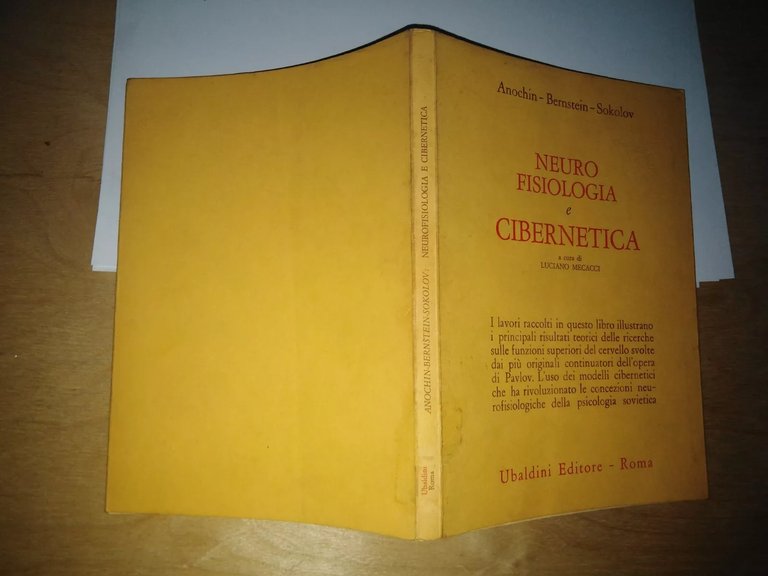 Anochin - Bernstein - Sokolov
NEURO
FISIOLOGIA
e
CIBERNETICA
a cura di
LUCIANO MECACCI
I lavori raccolti in questo libro illustrano
i principali risultati teorici delle ricerche
sulle funzioni superiori del cervello svolte
dai più originali continuatori dell'opera
di Pavlov. L'uso dei modelli cibernetici
che ha rivoluzionato le concezioni neu-
rofisiologiche della psicologia sovietica
Ubaldini Editore - Roma
ANOCHIN-BERNSTEIN-SOKOLOV: NEUROFISIOLOGIA E CIBERNETICA
Ubaldini
Roma